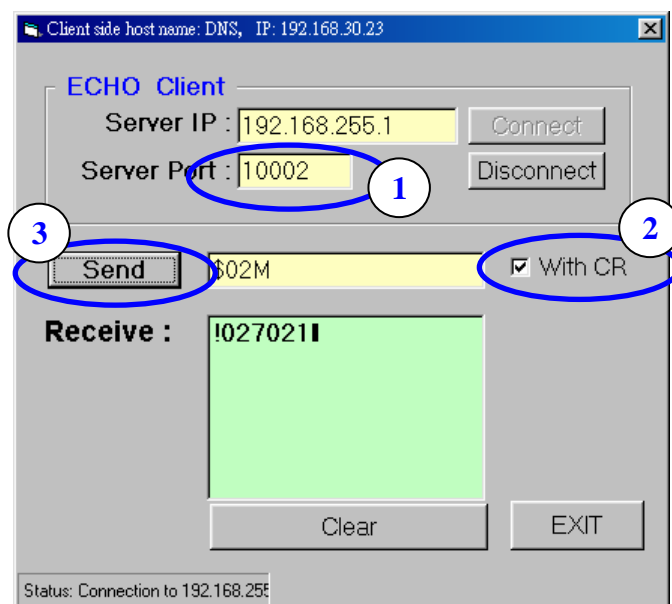 Client side host name: DNS, IP: 192.168.30.23
ECHO Client
Server IP : 192.168.255.1 Connect
Server Port : 10002 1 Disconnect
3 2
Send $02M With CR
Receive : !027021
Clear EXIT
Status: Connection to 192.168.255